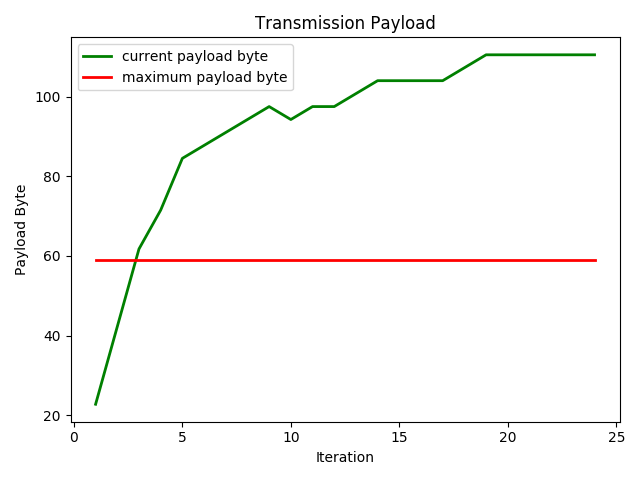 Transmission Payload
current payload byte
maximum payload byte
100
80
60
40
20
Payload Byte
0 5 10 15 20 25
Iteration